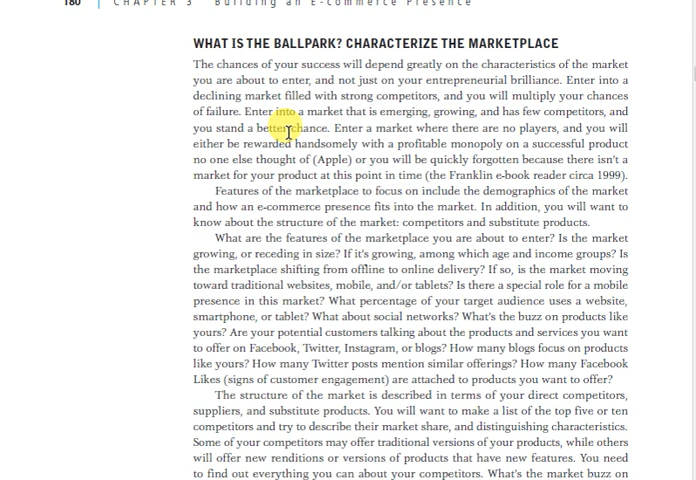 180 | CHAPTER 3 Building an E-commerce Presence
WHAT IS THE BALLPARK? CHARACTERIZE THE MARKETPLACE
The chances of your success will depend greatly on the characteristics of the market
you are about to enter, and not just on your entrepreneurial brilliance. Enter into a
declining market filled with strong competitors, and you will multiply your chances
of failure. Enter into a market that is emerging, growing, and has few competitors, and
you stand a better chance. Enter a market where there are no players, and you will
either be rewarded handsomely with a profitable monopoly on a successful product
no one else thought of (Apple) or you will be quickly forgotten because there isn't a
market for your product at this point in time (the Franklin e-book reader circa 1999).
Features of the marketplace to focus on include the demographics of the market
and how an e-commerce presence fits into the market. In addition, you will want to
know about the structure of the market: competitors and substitute products.
What are the features of the marketplace you are about to enter? Is the market
growing, or receding in size? If it's growing, among which age and income groups? Is
the marketplace shifting from offline to online delivery? If so, is the market moving
toward traditional websites, mobile, and/or tablets? Is there a special role for a mobile
presence in this market? What percentage of your target audience uses a website,
smartphone, or tablet? What about social networks? What's the buzz on products like
yours? Are your potential customers talking about the products and services you want
to offer on Facebook, Twitter, Instagram, or blogs? How many blogs focus on products
like yours? How many Twitter posts mention similar offerings? How many Facebook
Likes (signs of customer engagement) are attached to products you want to offer?
The structure of the market is described in terms of your direct competitors,
suppliers, and substitute products. You will want to make a list of the top five or ten
competitors and try to describe their market share, and distinguishing characteristics.
Some of your competitors may offer traditional versions of your products, while others
will offer new renditions or versions of products that have new features. You need
to find out everything you can about your competitors. What's the market buzz on